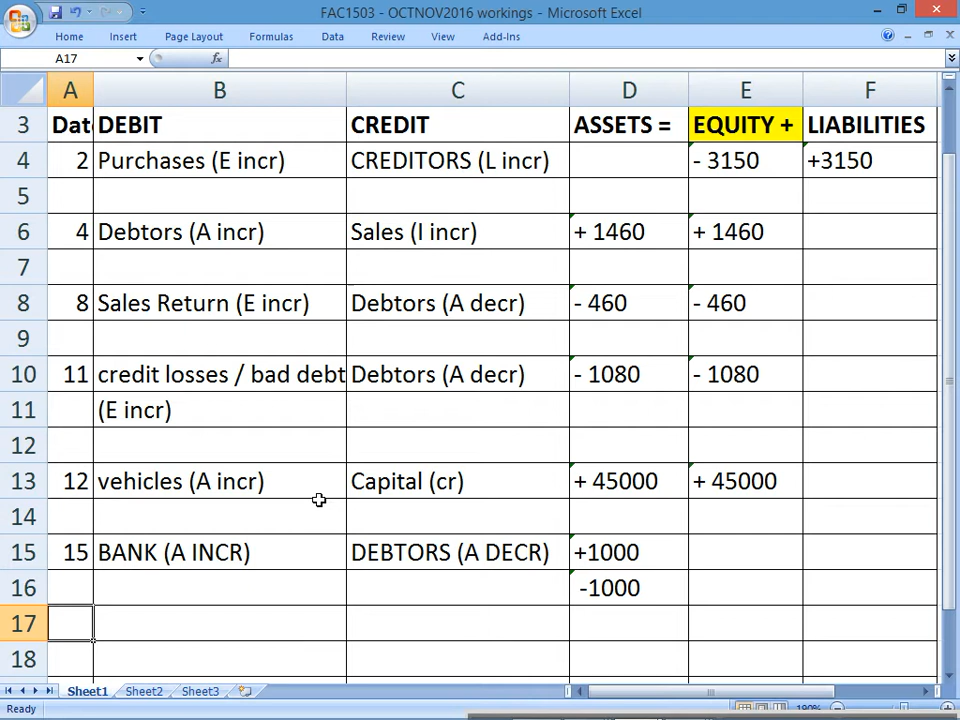 FAC1503 - OCTNOV2016 workings - Microsoft Excel
Home Insert Page Layout Formulas Data Review View Add-Ins
A17 fx
A B C D E F
3 Dat DEBIT CREDIT ASSETS = EQUITY + LIABILITIES
4 2 Purchases (E incr) CREDITORS (L incr) - 3150 +3150
5
6 4 Debtors (A incr) Sales (I incr) + 1460 + 1460
7
8 8 Sales Return (E incr) Debtors (A decr) - 460 - 460
9
10 11 credit losses / bad debt Debtors (A decr) - 1080 - 1080
11 (E incr)
12
13 12 vehicles (A incr) Capital (cr) + 45000 + 45000
14
15 15 BANK (A INCR) DEBTORS (A DECR) +1000
16 -1000
17
18
Sheet1 Sheet2 Sheet3
Ready 190%